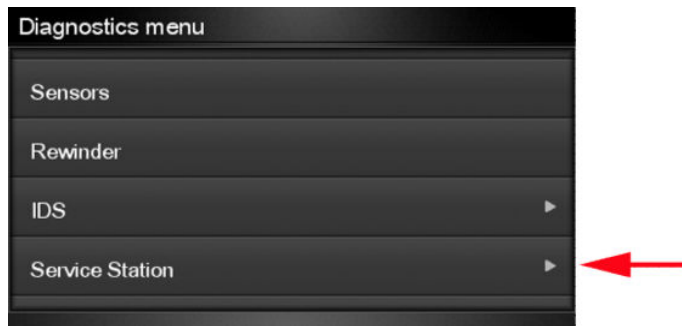 Diagnostics menu
Sensors
Rewinder
IDS
Service Station